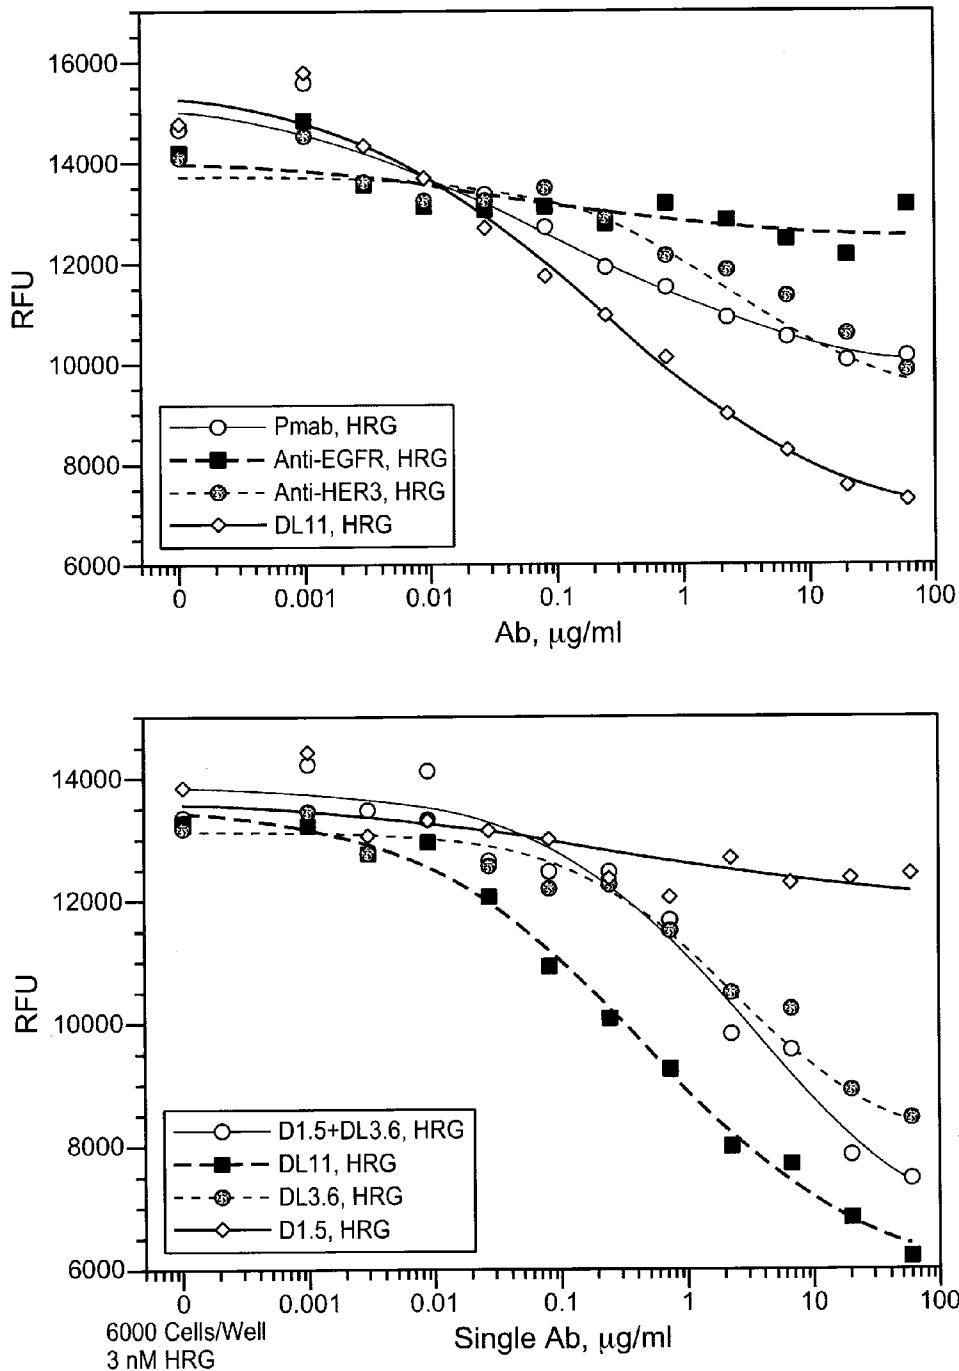 16000
14000
12000
10000
8000
6000
RFU
Pmab, HRG
Anti-EGFR, HRG
Anti-HER3, HRG
DL11, HRG
0 0.001 0.01 0.1 1 10 100
Ab, μg/ml
14000
12000
10000
8000
6000
RFU
D1.5+DL3.6, HRG
DL11, HRG
DL3.6, HRG
D1.5, HRG
0 0.001 0.01 0.1 1 10 100
6000 Cells/Well
3 nM HRG
Single Ab, μg/ml